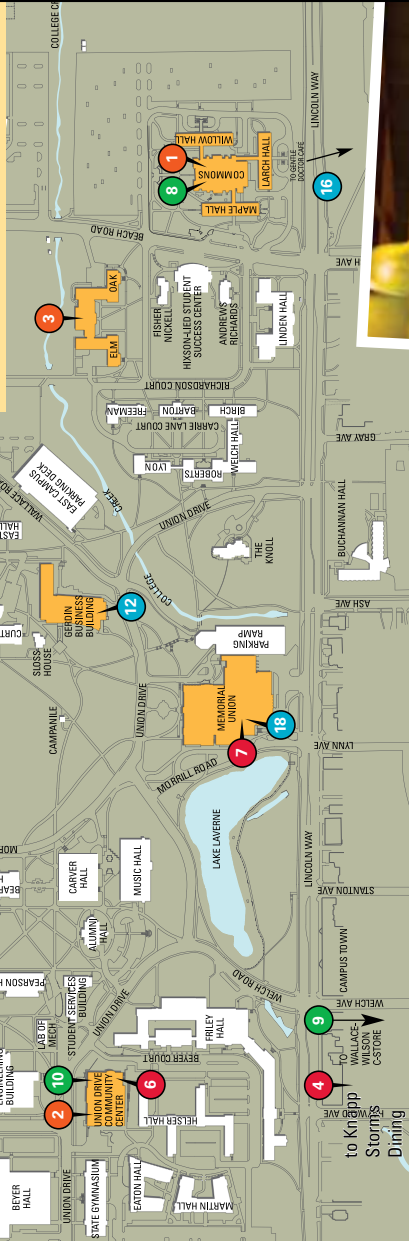 COLLEGE
LINCOLN WAY
WILLOW HALL
1
8
COMMONS
LARCH HALL
MAPLE HALL
TO GENTLE
DOCTOR CAFE
16
BEACH ROAD
3
OAK
ELM
FISHER
NICKELL
HIXSON-LIED STUDENT
SUCCESS CENTER
ANDREWS
RICHARDS
LINDEN HALL
RICHARDSON COURT
FREEMAN
BARTON
BIRCH
CARRIE LANE COURT
WELCH HALL
LYON
ROBERTS
GRAY AVE
EAST CAMPUS
PARKING DECK
CREEK
UNION DRIVE
THE
KNOLL
BUCHANNAN HALL
EAST
COLLEGE
ASH AVE
GERDIN
BUSINESS
BUILDING
12
SLOSS
HOUSE
PARKING
RAMP
CAMPANILE
UNION DRIVE
MEMORIAL
UNION
18
7
LYNN AVE
MORRILL ROAD
LAKE LAVERNE
LINCOLN WAY
CARVER
HALL
MUSIC HALL
STANTON AVE
ALUMNI
HALL
CAMPUS TOWN
STUDENT SERVICES
BUILDING
LAB OF
MECH
UNION DRIVE
WELCH ROAD
WELCH AVE
9
FRILEY
HALL
BEYER COURT
TO
WALLACE-
WILSON
C-STORE
4
10
2
UNION DRIVE
COMMUNITY
CENTER
6
HELSER HALL
BUILDING
to Knapp
Storms
Dining
BEYER
HALL
UNION DRIVE
STATE GYMNASIUM
EATON HALL
MARTIN HALL